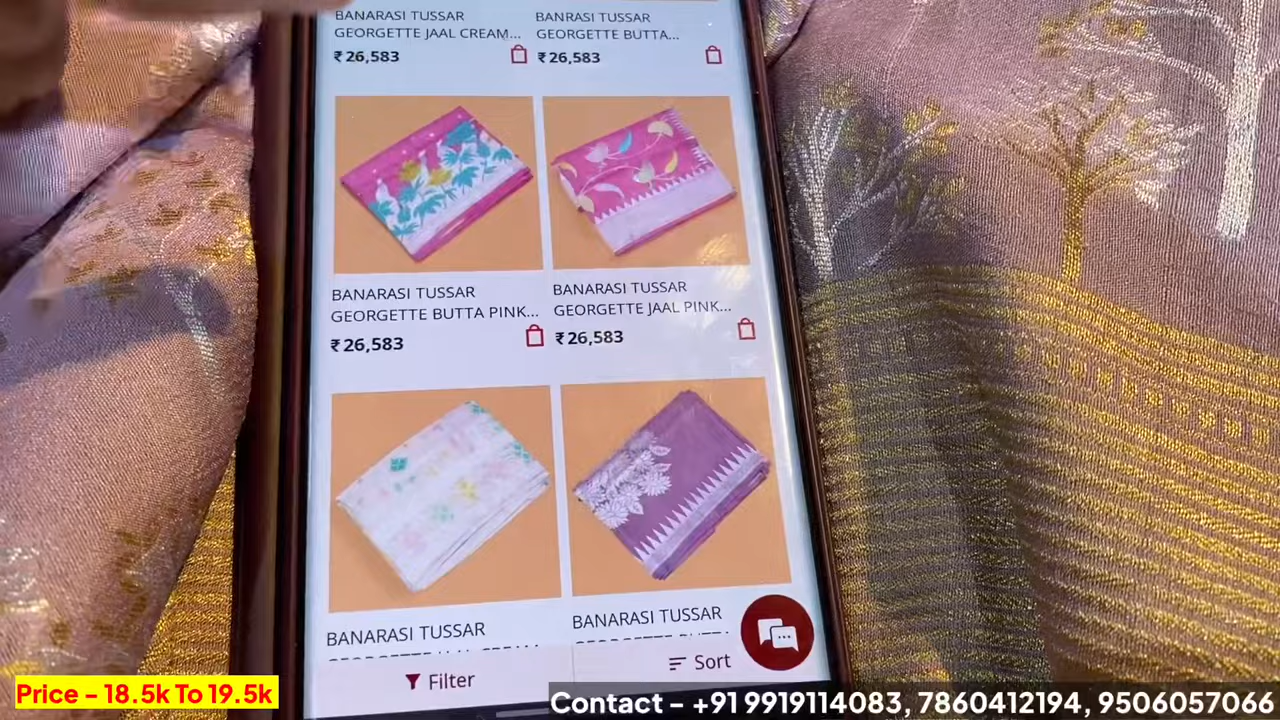 BANARASI TUSSAR
GEORGETTE JAAL CREAM...
₹26,583
BANRASI TUSSAR
GEORGETTE BUTTA...
₹26,583
BANARASI TUSSAR
GEORGETTE BUTTA PINK...
₹26,583
BANARASI TUSSAR
GEORGETTE JAAL PINK...
₹26,583
BANARASI TUSSAR
BANARASI TUSSAR
Filter
Sort
Price - 18.5k To 19.5k
Contact - +91 9919114083, 7860412194, 9506057066